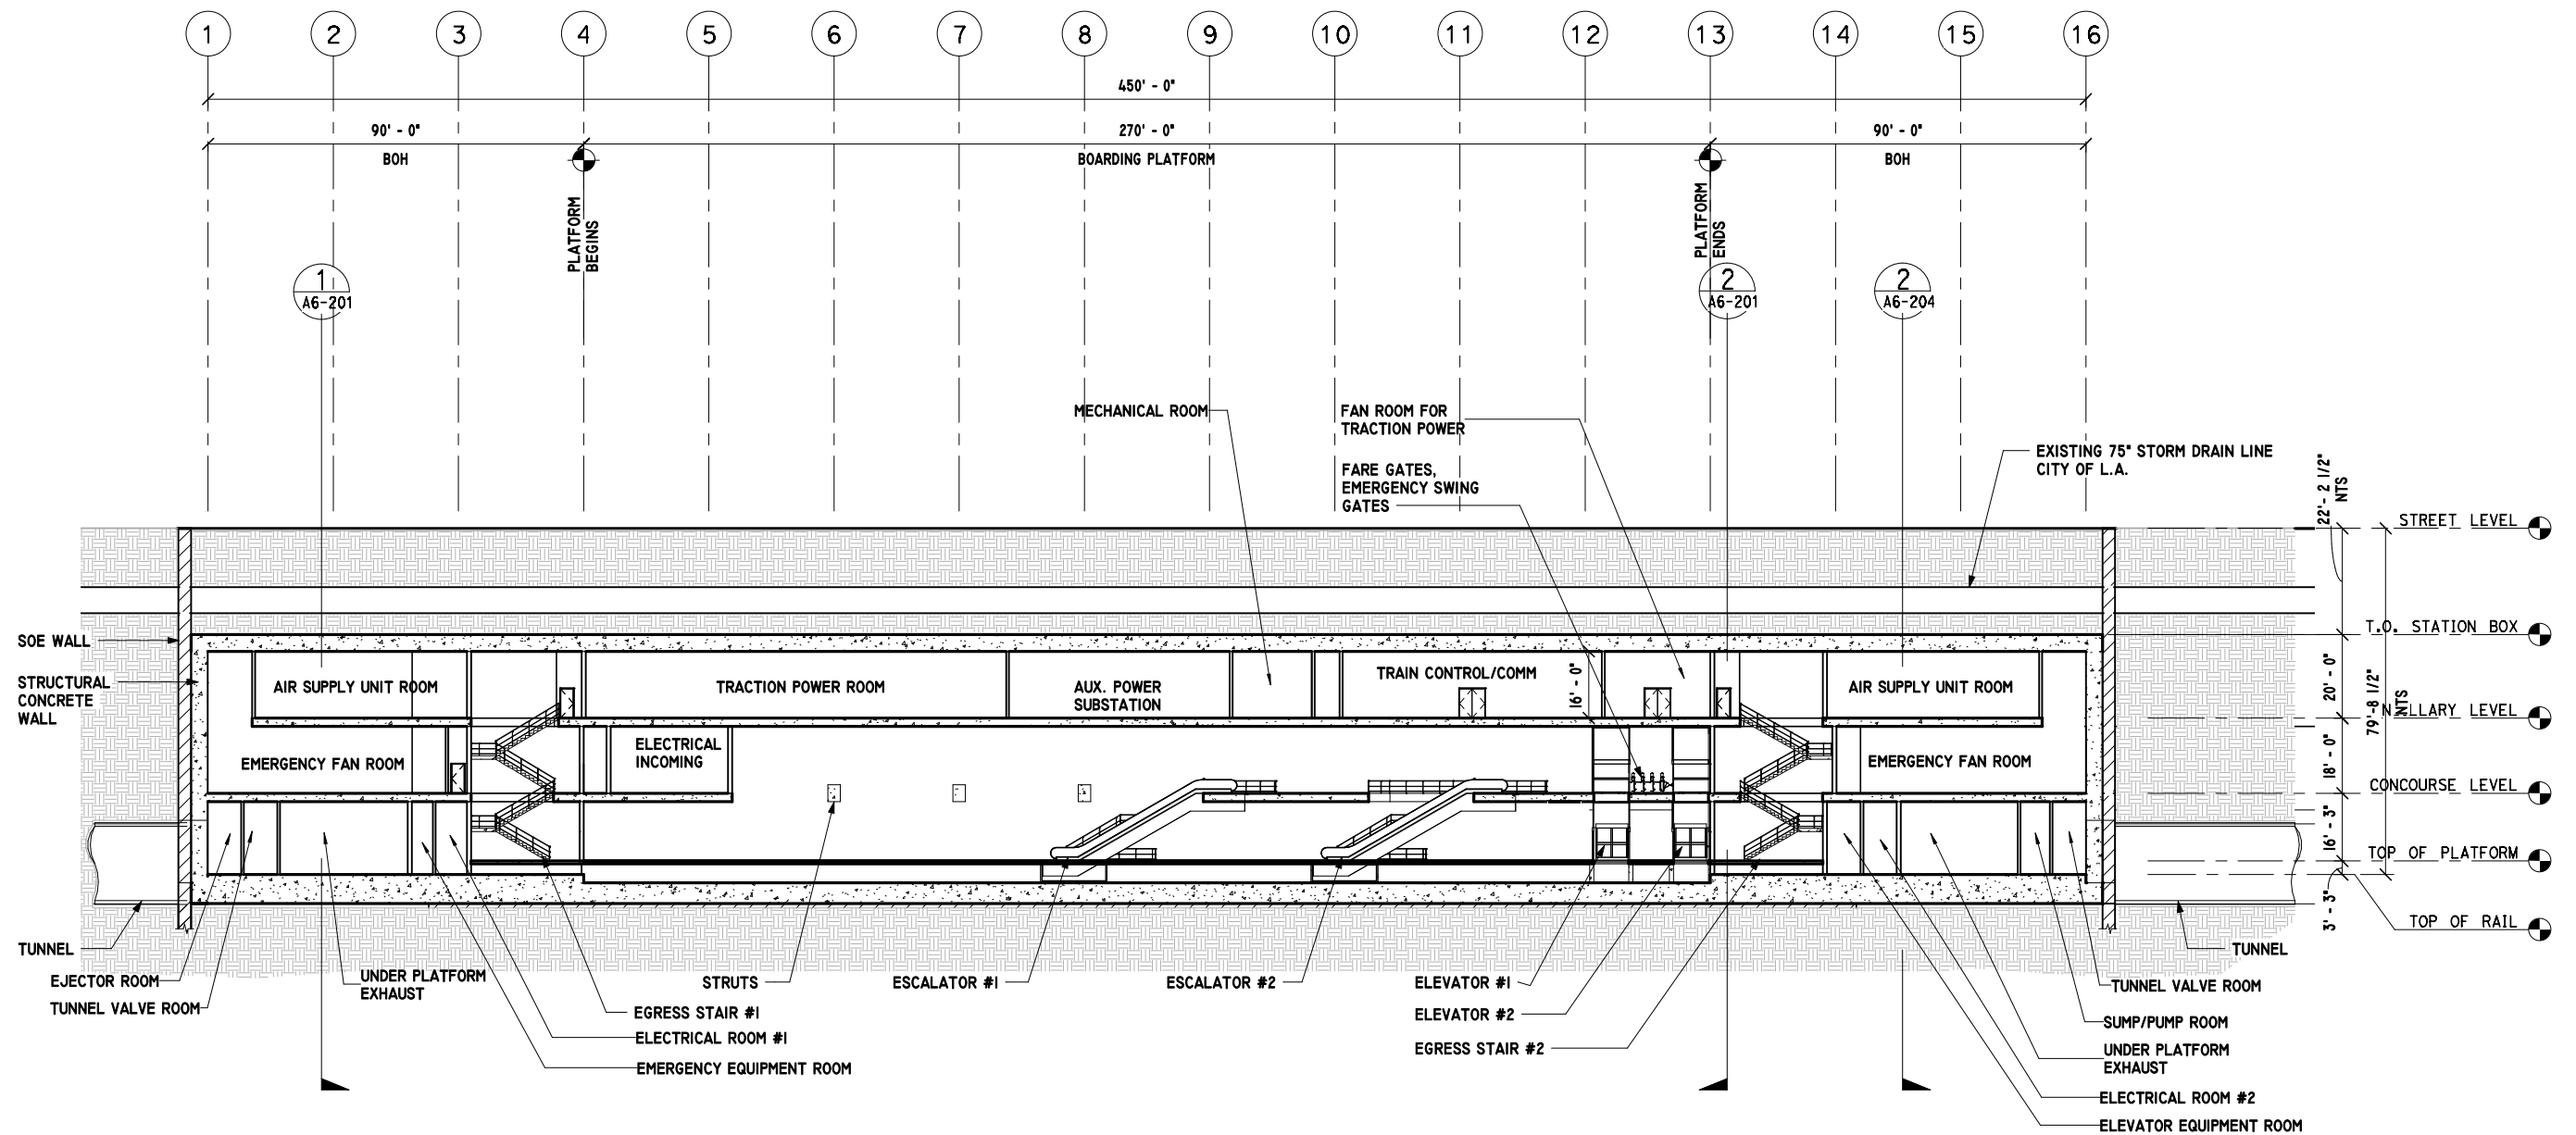 1 2 3 4 5 6 7 8 9 10 11 12 13 14 15 16
450' - 0"
90' - 0"
BOH
270' - 0"
BOARDING PLATFORM
90' - 0"
BOH
PLATFORM
BEGINS
PLATFORM
ENDS
1
A6-201
2
A6-201
2
A6-204
MECHANICAL ROOM
FAN ROOM FOR
TRACTION POWER
FARE GATES,
EMERGENCY SWING
GATES
EXISTING 75" STORM DRAIN LINE
CITY OF L.A.
22' - 2 1/2"
NTS
STREET LEVEL
T.O. STATION BOX
20' - 0"
79'-8 1/2"
NTS
NILLARY LEVEL
18' - 0"
CONCOURSE LEVEL
16' - 3"
TOP OF PLATFORM
3' - 3"
TOP OF RAIL
SOE WALL
STRUCTURAL
CONCRETE
WALL
AIR SUPPLY UNIT ROOM
TRACTION POWER ROOM
AUX. POWER
SUBSTATION
TRAIN CONTROL/COMM
16' - 0"
AIR SUPPLY UNIT ROOM
EMERGENCY FAN ROOM
ELECTRICAL
INCOMING
EMERGENCY FAN ROOM
TUNNEL
EJECTOR ROOM
TUNNEL VALVE ROOM
UNDER PLATFORM
EXHAUST
EGRESS STAIR #1
ELECTRICAL ROOM #1
EMERGENCY EQUIPMENT ROOM
STRUTS
ESCALATOR #1
ESCALATOR #2
ELEVATOR #1
ELEVATOR #2
EGRESS STAIR #2
TUNNEL
TUNNEL VALVE ROOM
SUMP/PUMP ROOM
UNDER PLATFORM
EXHAUST
ELECTRICAL ROOM #2
ELEVATOR EQUIPMENT ROOM